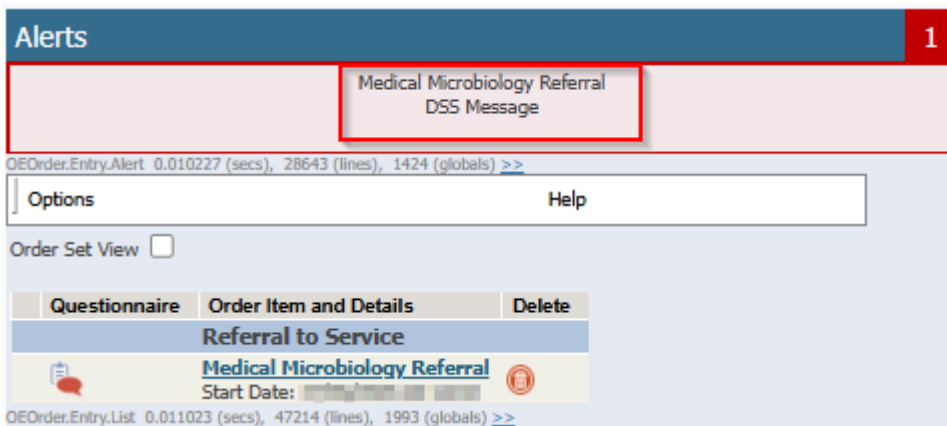 Alerts 1
Medical Microbiology Referral
DSS Message
OEOrder.Entry.Alert 0.010227 (secs), 28643 (lines), 1424 (globals) >>
Options Help
Order Set View
Questionnaire Order Item and Details Delete
Referral to Service
Medical Microbiology Referral
Start Date:
OEOrder.Entry.List 0.011023 (secs), 47214 (lines), 1993 (globals) >>